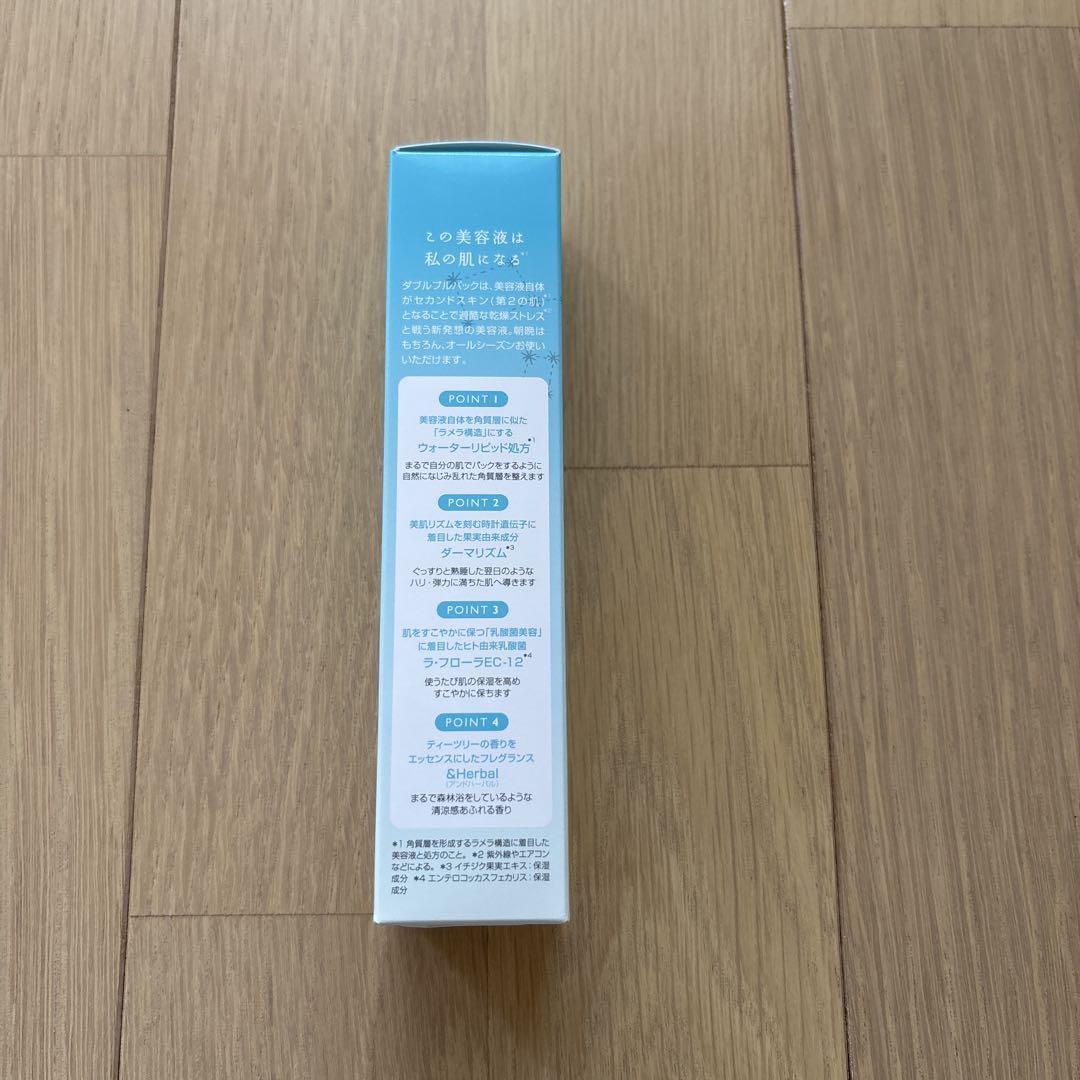 この美容液は
私の肌になる*1
ダブルブルパックは、美容液自体
がセカンドスキン(第2の肌)*1
となることで過酷な乾燥ストレス*2
と戦う新発想の美容液。朝晩は
もちろん、オールシーズンお使い
いただけます。
POINT 1
美容液自体を角質層に似た
「ラメラ構造」にする
ウォーターリピッド処方*1
まるで自分の肌でパックをするように
自然になじみ乱れた角質層を整えます
POINT 2
美肌リズムを刻む時計遺伝子に
着目した果実由来成分
ダーマリズム*3
ぐっすりと熟睡した翌日のような
ハリ・弾力に満ちた肌へ導きます
POINT 3
肌をすこやかに保つ「乳酸菌美容」
に着目したヒト由来乳酸菌
ラ・フローラEC-12*4
使うたび肌の保湿を高め
すこやかに保ちます
POINT 4
ティーツリーの香りを
エッセンスにしたフレグランス
&Herbal
(アンドハーバル)
まるで森林浴をしているような
清涼感あふれる香り
*1 角質層を形成するラメラ構造に着目した
美容液と処方のこと。*2 紫外線やエアコン
などによる。*3 イチジク果実エキス:保湿
成分 *4 エンテロコッカスフェカリス:保湿
成分